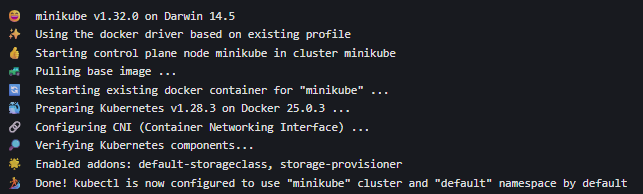 😄 minikube v1.32.0 on Darwin 14.5
✨ Using the docker driver based on existing profile
👍 Starting control plane node minikube in cluster minikube
🚜 Pulling base image ...
🔄 Restarting existing docker container for "minikube" ...
🐳 Preparing Kubernetes v1.28.3 on Docker 25.0.3 ...
🔗 Configuring CNI (Container Networking Interface) ...
🔎 Verifying Kubernetes components...
🌟 Enabled addons: default-storageclass, storage-provisioner
🏄 Done! kubectl is now configured to use "minikube" cluster and "default" namespace by default